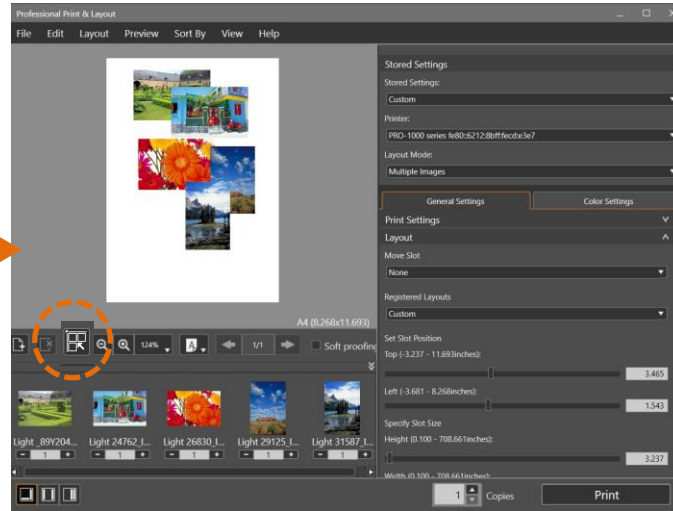 Professional Print & Layout
File Edit Layout Preview Sort By View Help
Stored Settings
Stored Settings:
Custom
Printer:
PRO-1000 series fe80::6212:8bff:fecd:e3e7
Layout Mode:
Multiple Images
General Settings Color Settings
Print Settings
Layout
Move Slot
None
Registered Layouts
Custom
A4 (8.268x11.693)
124% A 1/1 Soft proofing
Set Slot Position
Top (-3.237 - 11.693inches):
3.465
Left (-3.681 - 8.268inches):
1.543
Specify Slot Size
Height (0.100 - 708.661inches):
3.237
Width (0.100 - 708.661inches):
Light _89Y204... Light 24762_I... Light 26830_I... Light 29125_I... Light 31587_I...
- 1 + - 1 + - 1 + - 1 + - 1 +
1 Copies Print